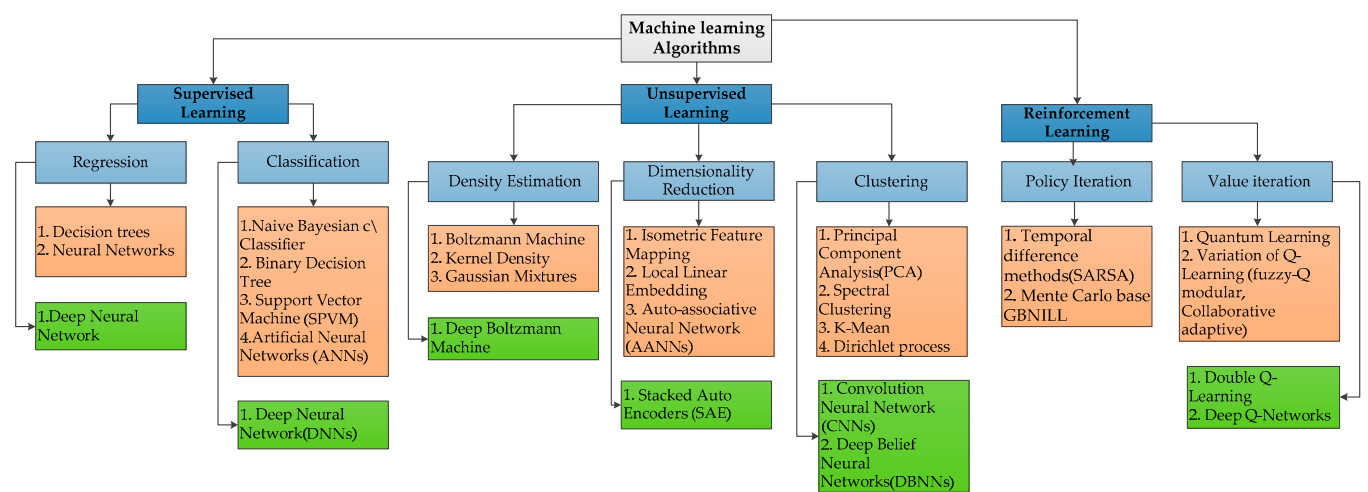 Machine learning
Algorithms
Supervised
Learning
Unsupervised
Learning
Reinforcement
Learning
Regression
Classification
Density Estimation
Dimensionality
Reduction
Clustering
Policy Iteration
Value iteration
1. Decision trees
2. Neural Networks
1.Deep Neural
Network
1.Naive Bayesian c\
Classifier
2. Binary Decision
Tree
3. Support Vector
Machine (SPVM)
4.Artificial Neural
Networks (ANNs)
1. Deep Neural
Network(DNNs)
1. Boltzmann Machine
2. Kernel Density
3. Gaussian Mixtures
1. Deep Boltzmann
Machine
1. Isometric Feature
Mapping
2. Local Linear
Embedding
3. Auto-associative
Neural Network
(AANNs)
1. Stacked Auto
Encoders (SAE)
1. Principal
Component
Analysis(PCA)
2. Spectral
Clustering
3. K-Mean
4. Dirichlet process
1. Convolution
Neural Network
(CNNs)
2. Deep Belief
Neural
Networks(DBNNs)
1. Temporal
difference
methods(SARSA)
2. Mente Carlo base
GBNILL
1. Quantum Learning
2. Variation of Q-
Learning (fuzzy-Q
modular,
Collaborative
adaptive)
1. Double Q-
Learning
2. Deep Q-Networks